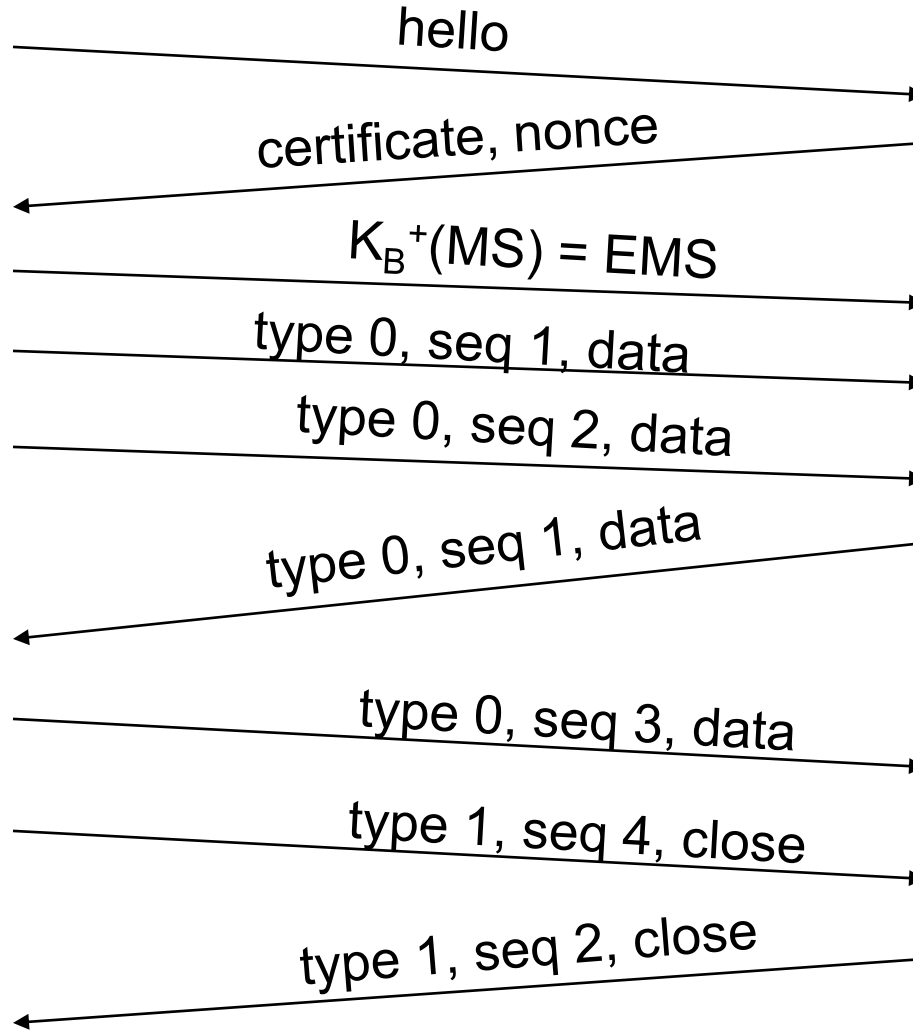 hello
certificate, nonce
K_B⁺(MS) = EMS
type 0, seq 1, data
type 0, seq 2, data
type 0, seq 1, data
type 0, seq 3, data
type 1, seq 4, close
type 1, seq 2, close